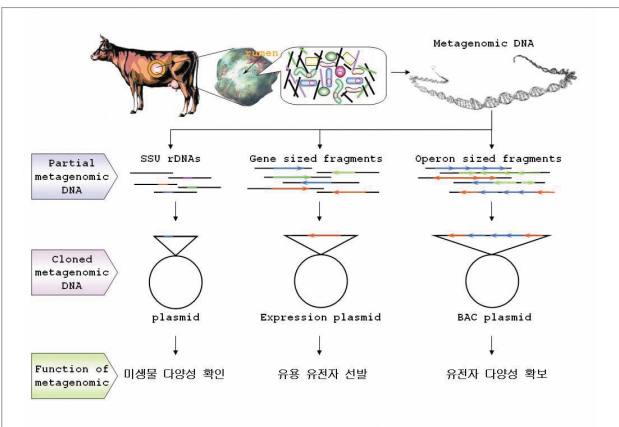 rumen
Metagenomic DNA
Partial
metagenomic
DNA
SSU rDNAs
Gene sized fragments
Operon sized fragments
Cloned
metagenomic
DNA
plasmid
Expression plasmid
BAC plasmid
Function of
metagenomic
미생물 다양성 확인
유용 유전자 선발
유전자 다양성 확보